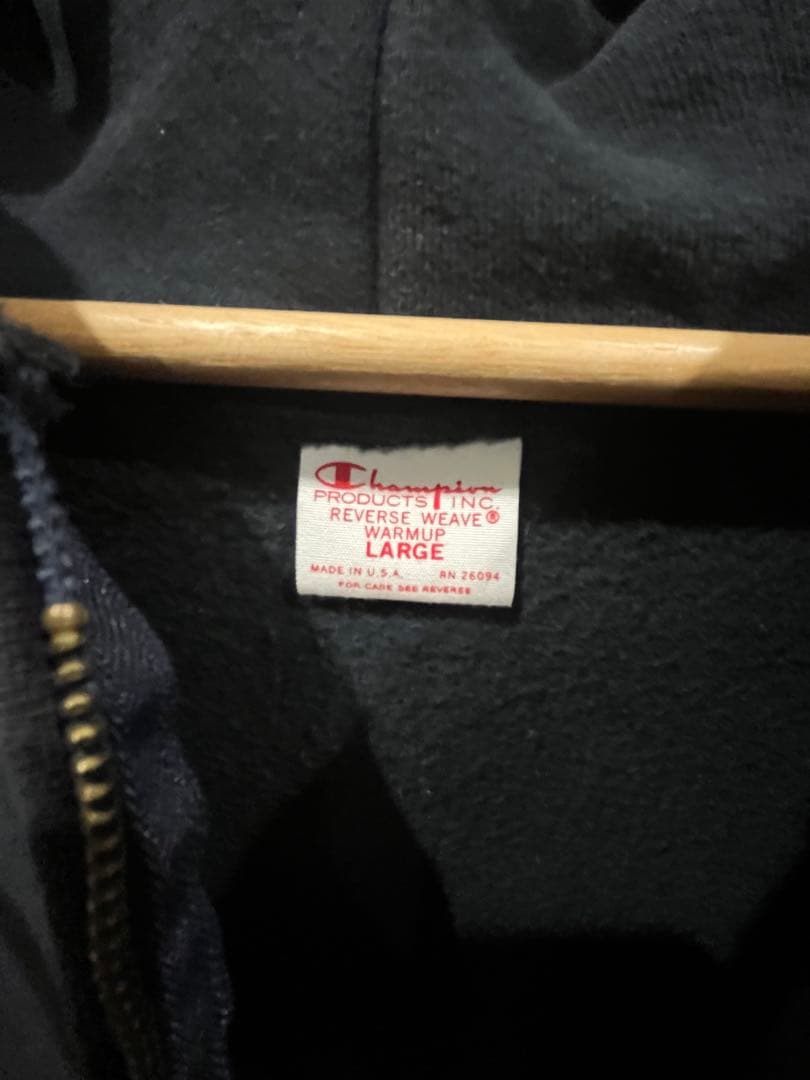 Champion
PRODUCTS INC.
REVERSE WEAVE®
WARMUP
LARGE
MADE IN U.S.A. RN 26094
FOR CARE SEE REVERSE